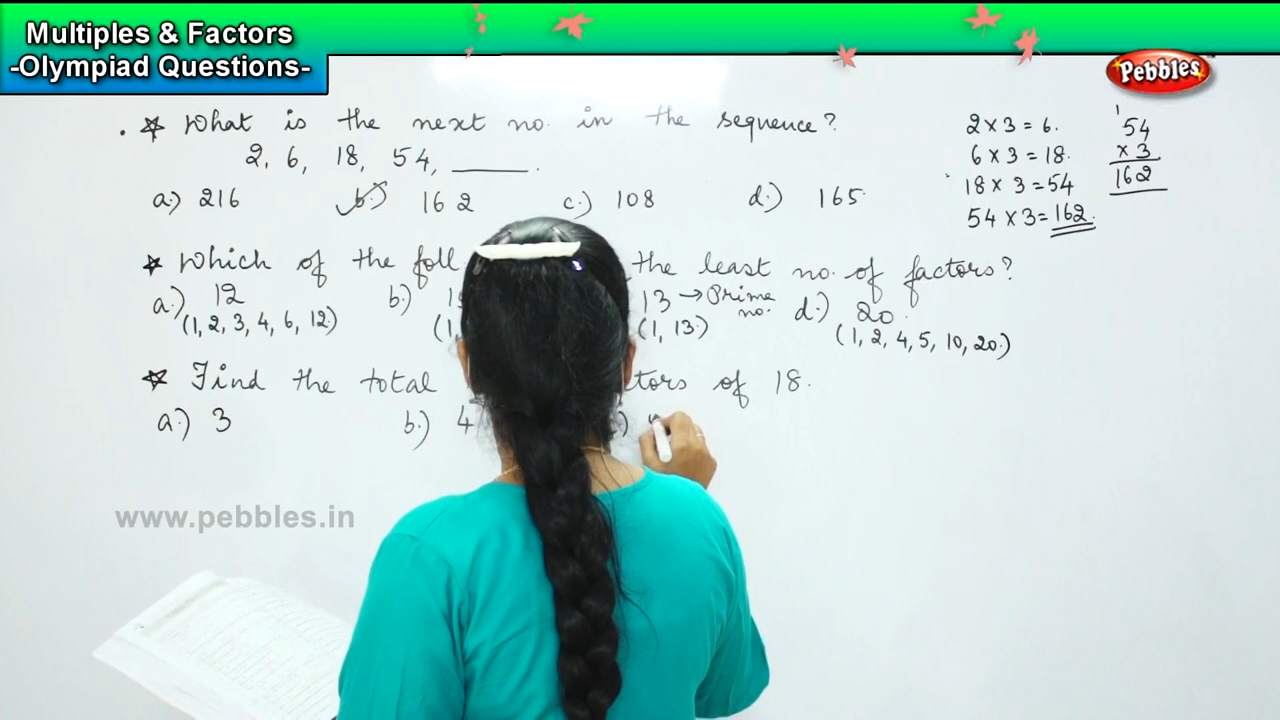 Multiples & Factors
-Olympiad Questions-
Pebbles
☆ What is the next no. in the sequence?
2, 6, 18, 54, ______.
a.) 216 b.) 162 c.) 108 d.) 165
2 x 3 = 6.
6 x 3 = 18.
18 x 3 = 54
54 x 3 = 162.
1
54
x 3
162
☆ Which of the the least no. of factors?
a.) 12 b.) 13 → Prime no. d.) 20.
(1, 2, 3, 4, 6, 12.) (1, (1, 13.) (1, 2, 4, 5, 10, 20.)
☆ Find the total of 18.
a.) 3 b.) 4
www.pebbles.in